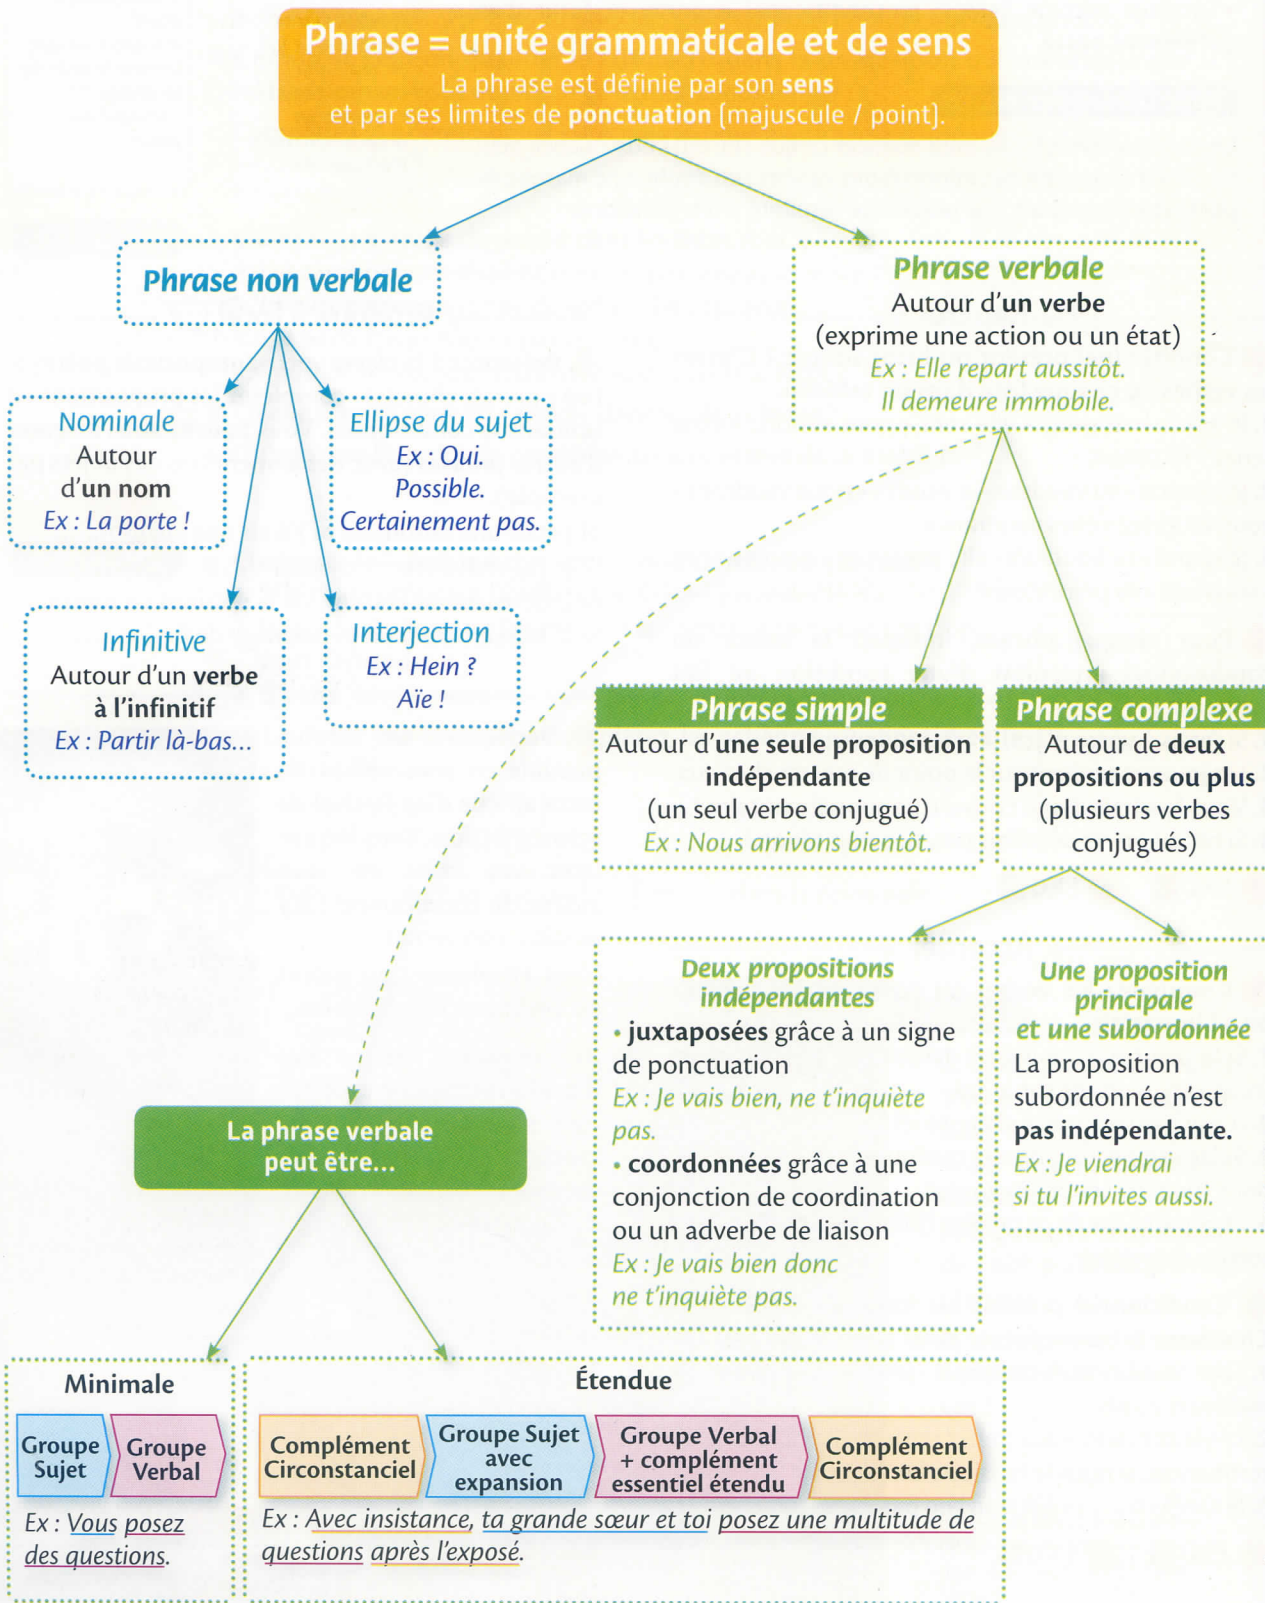 Phrase = unité grammaticale et de sens
La phrase est définie par son sens
et par ses limites de ponctuation (majuscule / point).
Phrase non verbale
Phrase verbale
Autour d'un verbe
(exprime une action ou un état)
Ex : Elle repart aussitôt.
Il demeure immobile.
Nominale
Autour
d'un nom
Ex : La porte !
Ellipse du sujet
Ex : Oui.
Possible.
Certainement pas.
Infinitive
Autour d'un verbe
à l'infinitif
Ex : Partir là-bas...
Interjection
Ex : Hein ?
Aïe !
Phrase simple
Autour d'une seule proposition
indépendante
(un seul verbe conjugué)
Ex : Nous arrivons bientôt.
Phrase complexe
Autour de deux
propositions ou plus
(plusieurs verbes
conjugués)
Deux propositions
indépendantes
• juxtaposées grâce à un signe
de ponctuation
Ex : Je vais bien, ne t'inquiète
pas.
• coordonnées grâce à une
conjonction de coordination
ou un adverbe de liaison
Ex : Je vais bien donc
ne t'inquiète pas.
Une proposition
principale
et une subordonnée
La proposition
subordonnée n'est
pas indépendante.
Ex : Je viendrai
si tu l'invites aussi.
La phrase verbale
peut être...
Minimale
Groupe
Sujet
Groupe
Verbal
Ex : Vous posez
des questions.
Étendue
Complément
Circonstanciel
Groupe Sujet
avec
expansion
Groupe Verbal
+ complément
essentiel étendu
Complément
Circonstanciel
Ex : Avec insistance, ta grande sœur et toi posez une multitude de
questions après l'exposé.